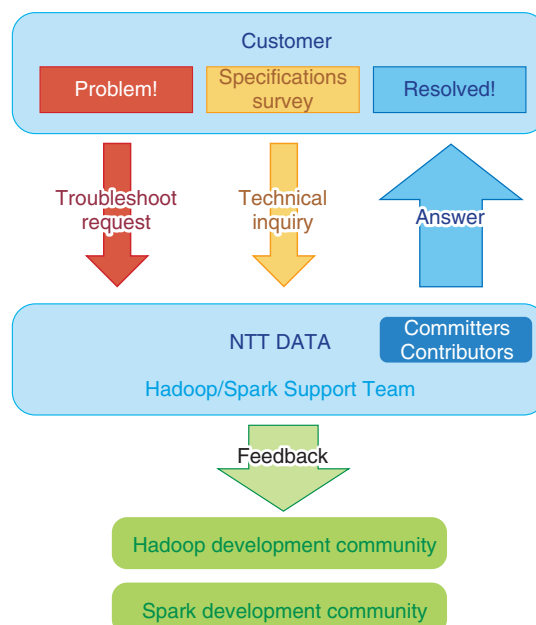 Customer
Problem!
Specifications
survey
Resolved!
Troubleshoot
request
Technical
inquiry
Answer
NTT DATA
Committers
Contributors
Hadoop/Spark Support Team
Feedback
Hadoop development community
Spark development community